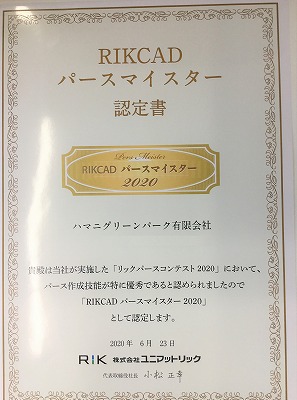 RIKCAD
パースマイスター
認定書
Pers Meister
RIKCAD パースマイスター
2020
ハマニグリーンパーク有限会社
貴殿は当社が実施した「リックパースコンテスト2020」において、
パース作成技能が特に優秀であると認められましたので
「RIKCAD パースマイスター2020」
として認定します。
2020年 6月 23日
RIK 株式会社ユニマットリック
代表取締役社長 小松 正幸